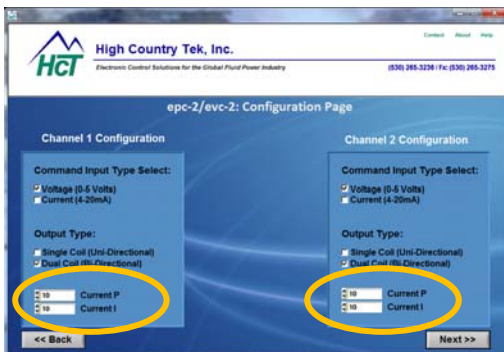 Contact About Help
HCT
High Country Tek, Inc.
Electronic Control Solutions for the Global Fluid Power Industry
(530) 265-3236 / Fx: (530) 265-3275
epc-2/evc-2: Configuration Page
Channel 1 Configuration
Command Input Type Select:
Voltage (0-5 Volts)
Current (4-20mA)
Output Type:
Single Coil (Uni-Directional)
Dual Coil (Bi-Directional)
10 Current P
10 Current I
<< Back
Channel 2 Configuration
Command Input Type Select:
Voltage (0-5 Volts)
Current (4-20mA)
Output Type:
Single Coil (Uni-Directional)
Dual Coil (Bi-Directional)
10 Current P
10 Current I
Next >>